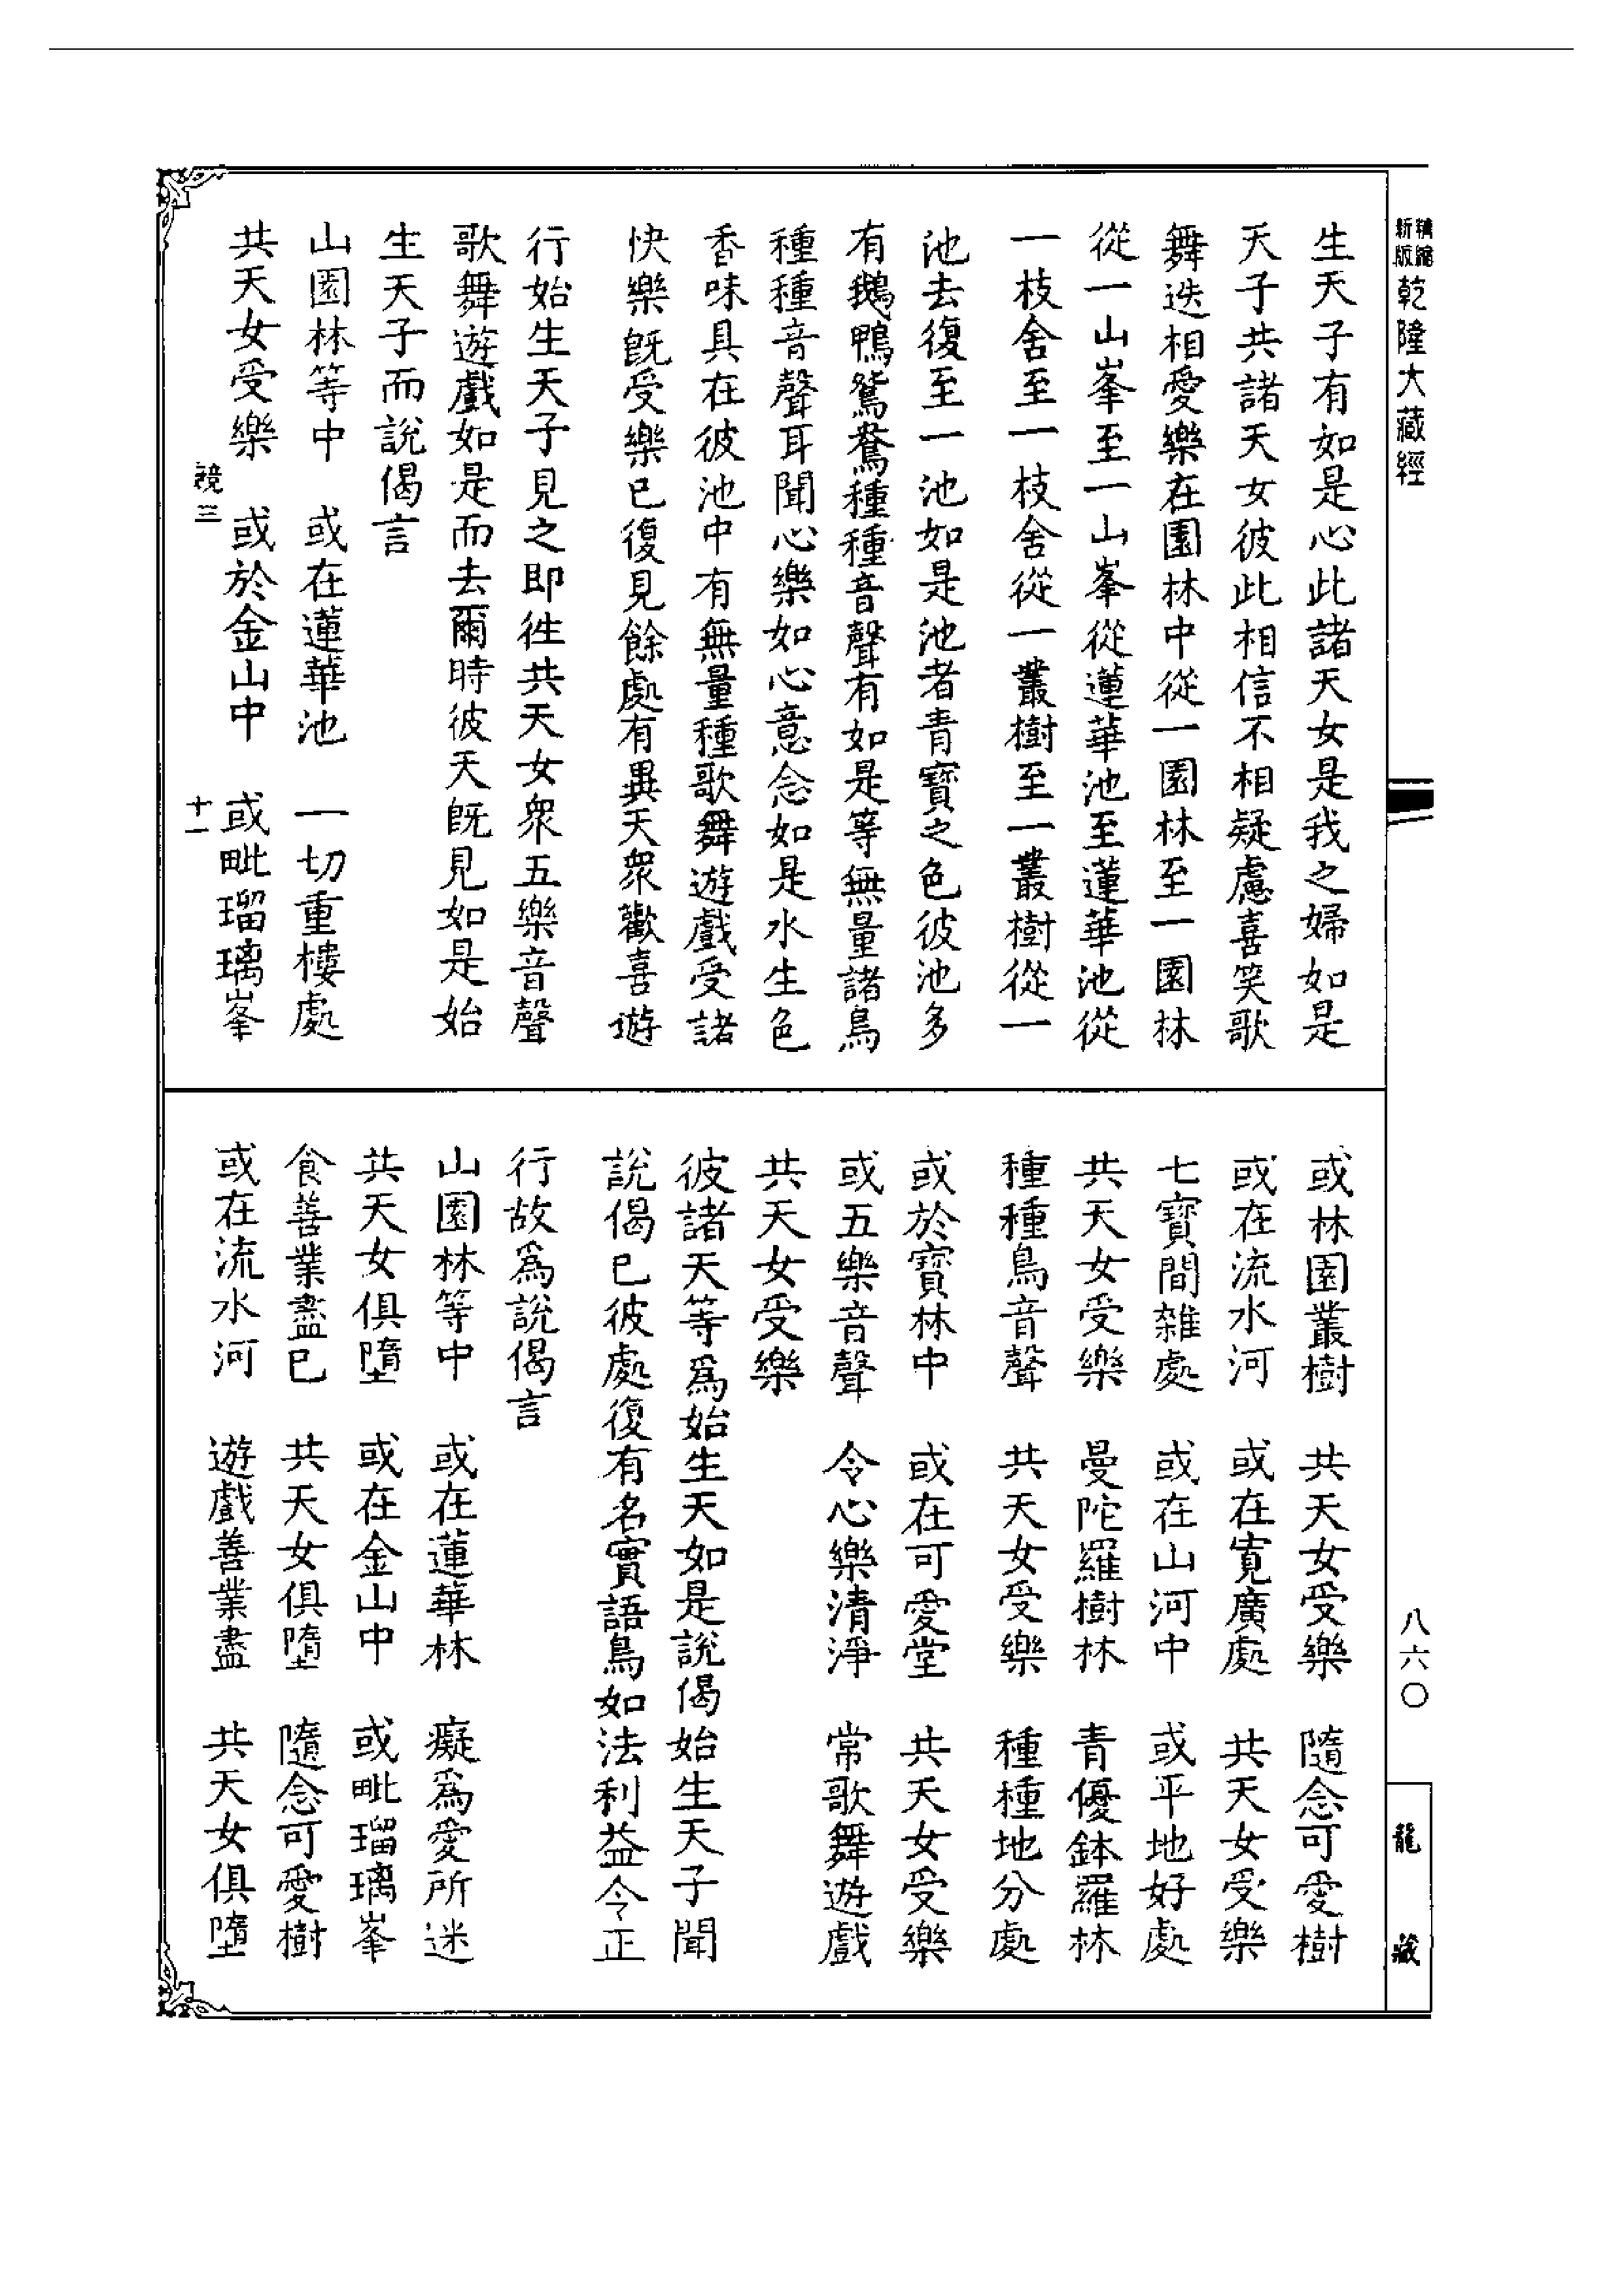 新版精縮乾隆大藏經
生天子有如是心此諸天女是我之婦如是
天子共諸天女彼此相信不相疑慮喜笑歌
舞迭相愛樂在園林中從一園林至一園林
從一山峯至一山峯從蓮華池至蓮華池從
一枝舍至一枝舍從一叢樹至一叢樹從一
池去復至一池如是池者青寶之色彼池多
有鵝鴨鴛鴦種種音聲有如是等無量諸鳥
種種音聲耳聞心樂如心意念如是水生色
香味具在彼池中有無量種歌舞遊戲受諸
快樂旣受樂已復見餘處有異天衆歡喜遊
行始生天子見之即徃共天女衆五樂音聲
歌舞遊戲如是而去爾時彼天旣見如是始
生天子而說偈言
山園林等中　或在蓮華池　一切重樓處
共天女受樂　或於金山中　或毗瑠璃峯
競三　十一
八六〇
龍藏
或林園叢樹　共天女受樂　隨念可愛樹
或在流水河　或在寬廣處　共天女受樂
七寶間雜處　或在山河中　或平地好處
共天女受樂　曼陀羅樹林　青優鉢羅林
種種鳥音聲　共天女受樂　種種地分處
或於寶林中　或在可愛堂　共天女受樂
或五樂音聲　令心樂清淨　常歌舞遊戲
共天女受樂
彼諸天等爲始生天如是說偈始生天子聞
說偈已彼處復有名實語鳥如法利益令正
行故爲說偈言
山園林等中　或在蓮華林　癡爲愛所迷
共天女俱墮　或在金山中　或毗瑠璃峯
食善業盡已　共天女俱墮　隨念可愛樹
或在流水河　遊戲善業盡　共天女俱墮